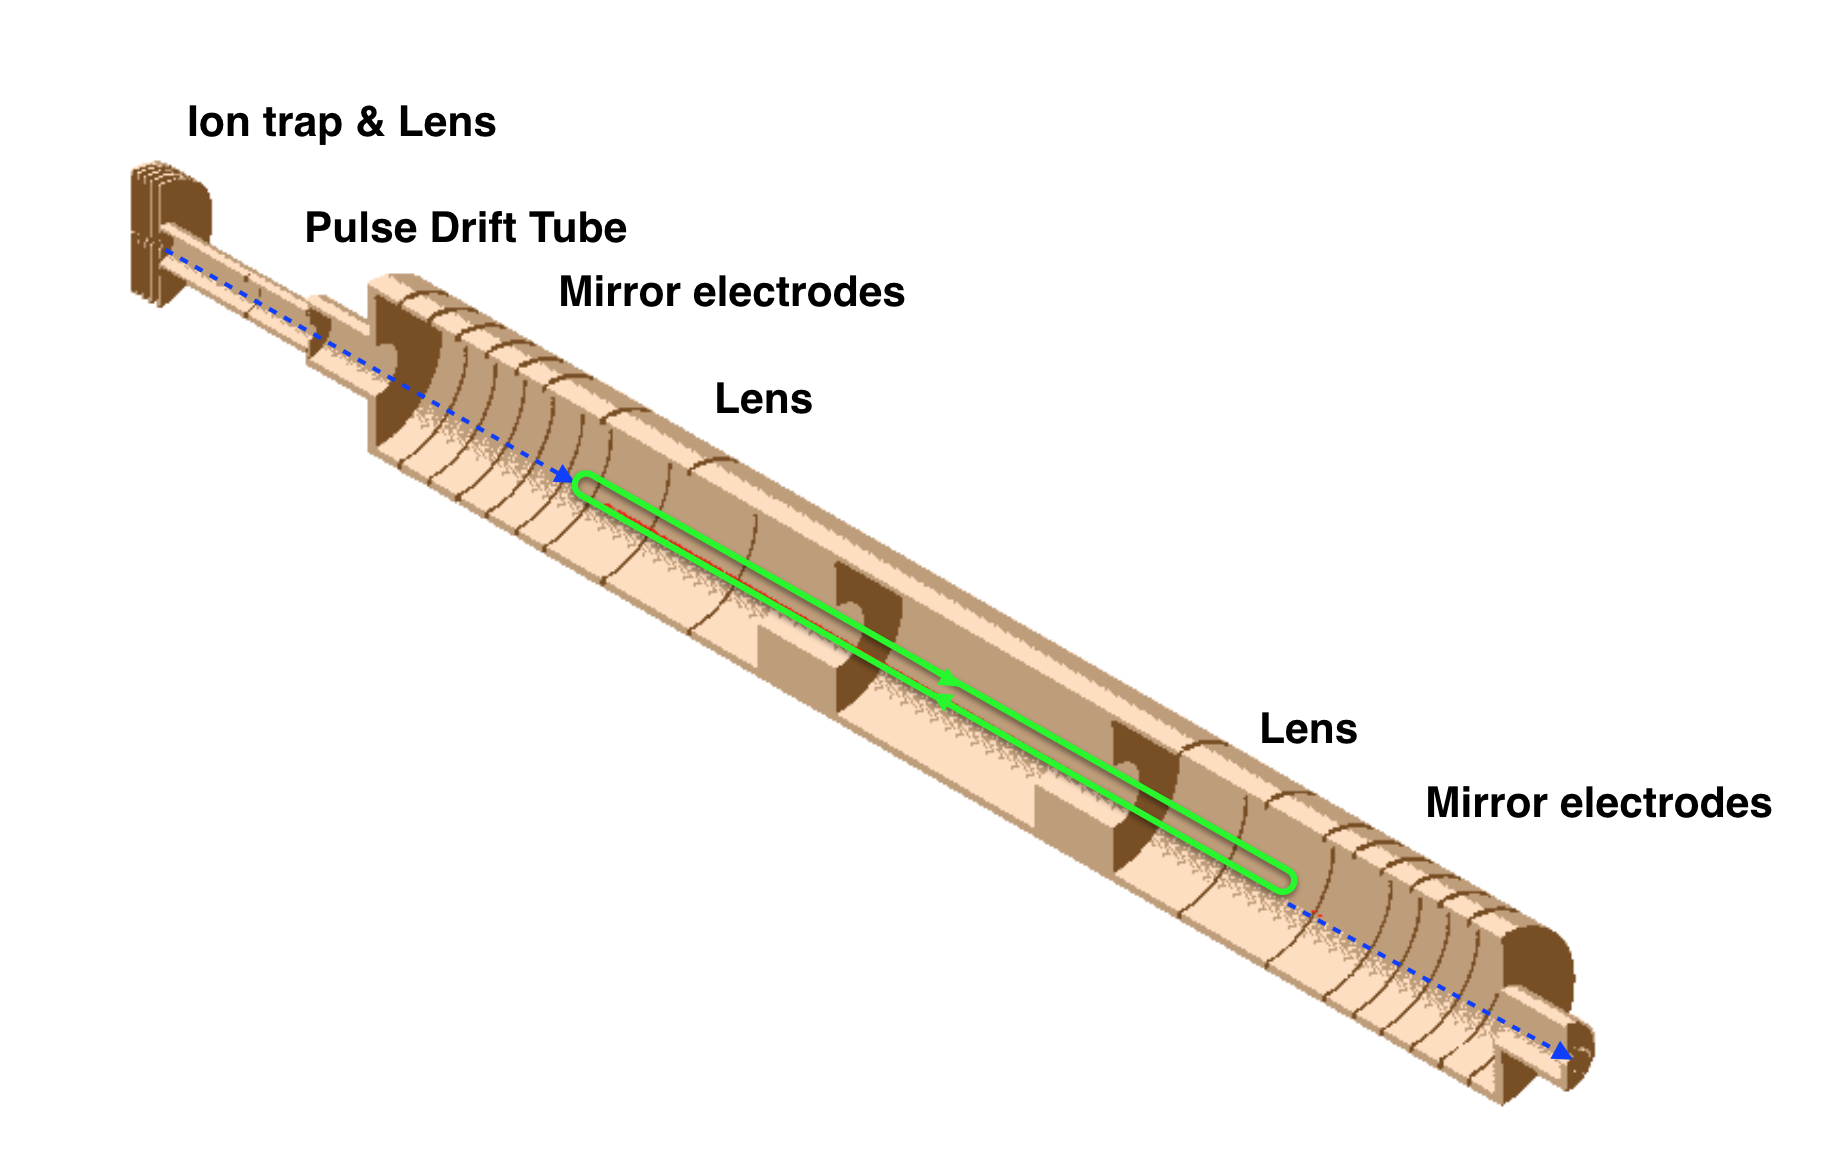 Ion trap & Lens
Pulse Drift Tube
Mirror electrodes
Lens
Lens
Mirror electrodes